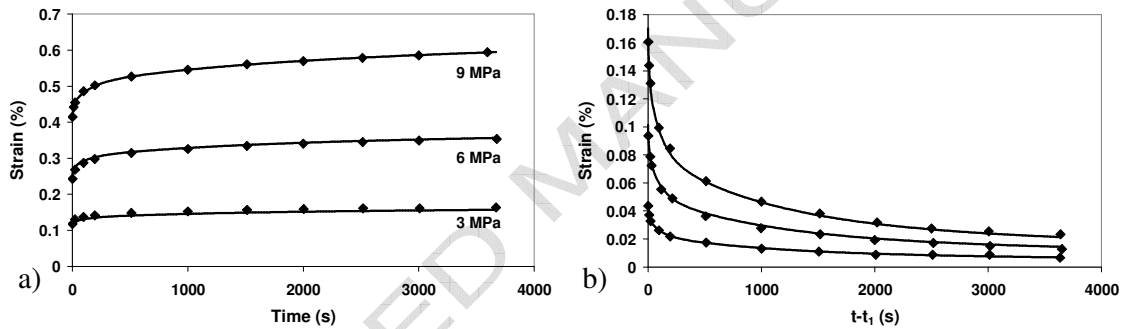 0.7
0.6
0.5
0.4
0.3
0.2
0.1
0
Strain (%)
9 MPa
6 MPa
3 MPa
0 1000 2000 3000 4000
Time (s)
a)
0.18
0.16
0.14
0.12
0.1
0.08
0.06
0.04
0.02
0
Strain (%)
0 1000 2000 3000 4000
t-t₁ (s)
b)
ED MANU